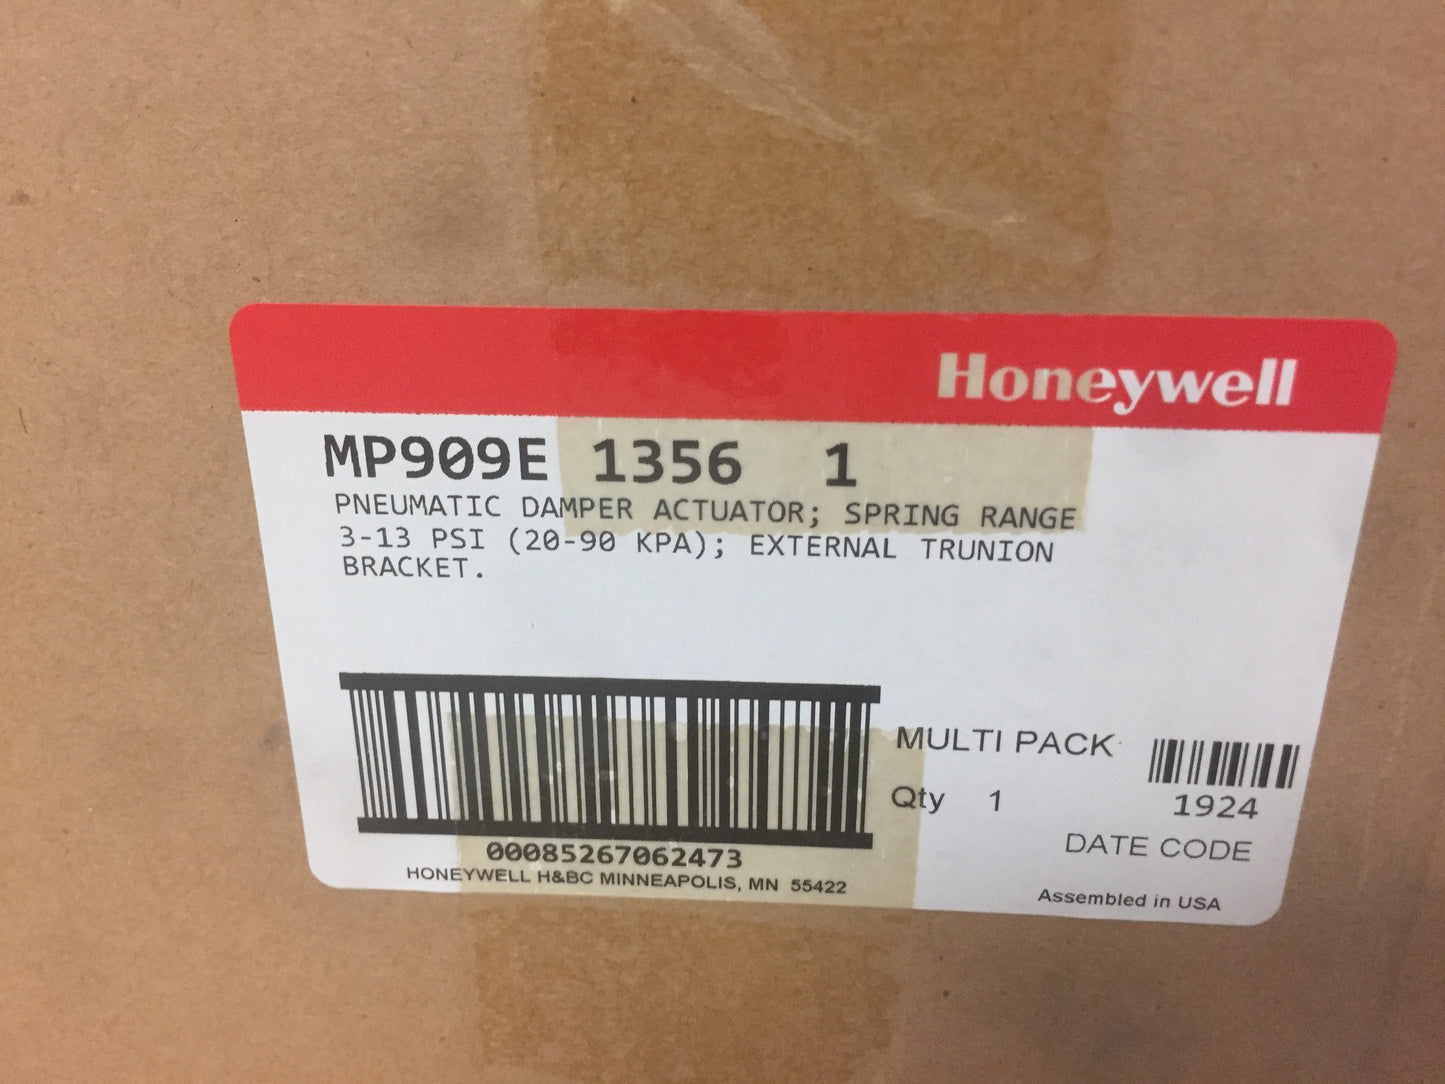 Honeywell
MP909E 1356 1
PNEUMATIC DAMPER ACTUATOR; SPRING RANGE
3-13 PSI (20-90 KPA); EXTERNAL TRUNION
BRACKET.
MULTI PACK
Qty 1
1924
DATE CODE
00085267062473
HONEYWELL H&BC MINNEAPOLIS, MN 55422
Assembled in USA